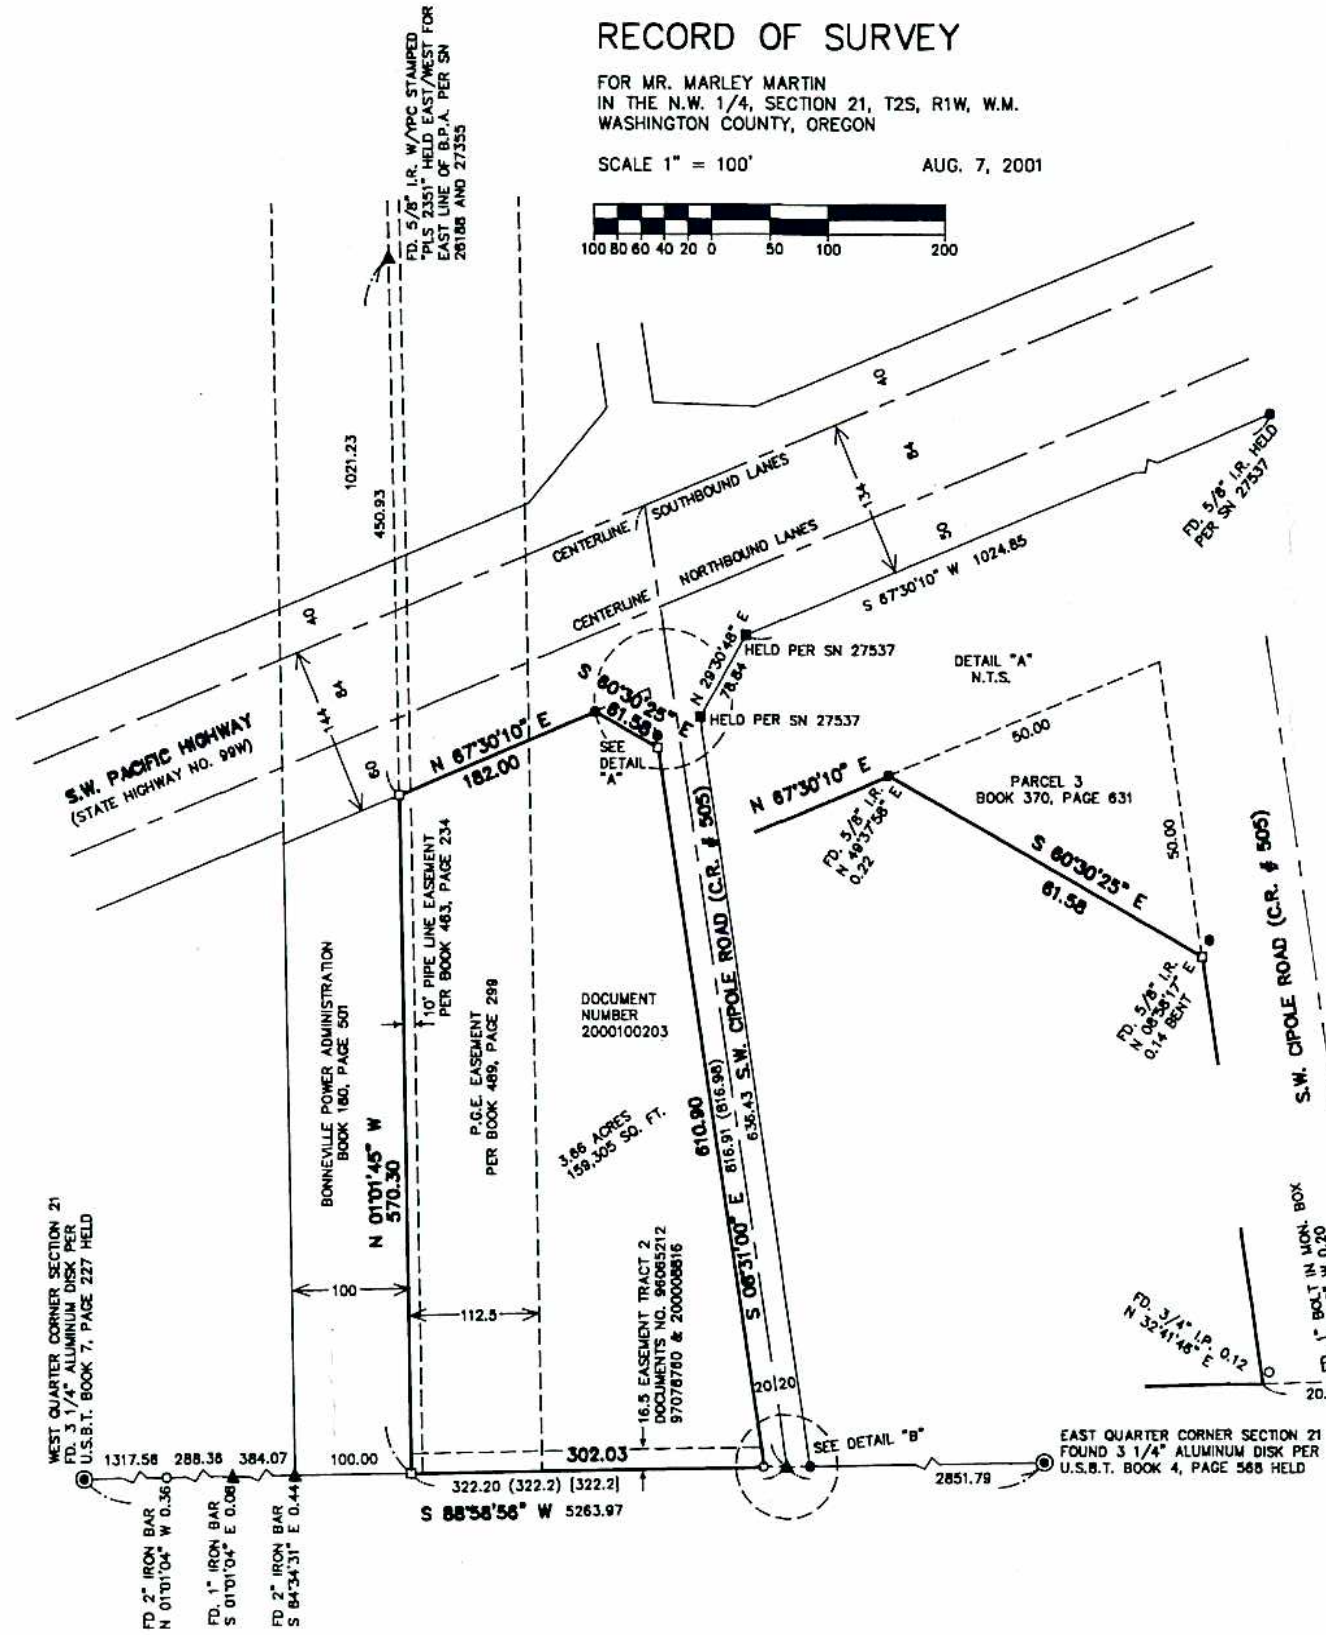 RECORD OF SURVEY
FOR MR. MARLEY MARTIN
IN THE N.W. 1/4, SECTION 21, T2S, R1W, W.M.
WASHINGTON COUNTY, OREGON
SCALE 1" = 100'
AUG. 7, 2001
100 80 60 40 20 0 50 100 200
FD. 5/8" I.R. W/YPC STAMPED
"PLS 2351" HELD EAST/WEST FOR
EAST LINE OF B.P.A. PER SN
26188 AND 27355
1021.23
450.93
40
84
134
50
CENTERLINE SOUTHBOUND LANES
CENTERLINE NORTHBOUND LANES
FD. 5/8" I.R. HELD
PER SN 27537
S 67°30'10" W 1024.85
40
84
144
60
S.W. PACIFIC HIGHWAY
(STATE HIGHWAY NO. 99W)
N 67°30'10" E
182.00
S 60°30'25" E
61.58
SEE
DETAIL
"A"
N 29°30'48" E
78.84
HELD PER SN 27537
HELD PER SN 27537
DETAIL "A"
N.T.S.
50.00
N 67°30'10" E
PARCEL 3
BOOK 370, PAGE 631
FD. 5/8" I.R.
N 49°37'58" E
0.22
50.00
S 60°30'25" E
61.58
FD. 5/8" I.R.
N 08°58'17" E
0.14 BENT
S.W. CIPOLE ROAD (C.R. # 505)
10' PIPE LINE EASEMENT
PER BOOK 463, PAGE 234
BONNEVILLE POWER ADMINISTRATION
BOOK 160, PAGE 501
P.G.E. EASEMENT
PER BOOK 489, PAGE 299
DOCUMENT
NUMBER
2000100203
3.66 ACRES
159,305 SQ. FT.
N 01°01'45" W
570.30
S 08°31'00" E
610.90
616.91 (616.98)
636.43
S.W. CIPOLE ROAD (C.R. # 505)
100
112.5
16.5 EASEMENT TRACT 2
DOCUMENTS NO. 96065212
97078780 & 200008816
20 20
SEE DETAIL "B"
FD. 3/4" I.P. 0.12
N 32°41'46" E
FD. 1" BOLT IN MON. BOX
W 0.20
20.
WEST QUARTER CORNER SECTION 21
FD. 3 1/4" ALUMINUM DISK PER
U.S.B.T. BOOK 7, PAGE 227 HELD
1317.56 288.36 384.07 100.00
302.03
322.20 (322.2) [322.2]
S 88°58'56" W 5263.97
2851.79
EAST QUARTER CORNER SECTION 21
FOUND 3 1/4" ALUMINUM DISK PER
U.S.B.T. BOOK 4, PAGE 568 HELD
FD 2" IRON BAR
N 01°01'04" W 0.36
FD. 1" IRON BAR
S 01°01'04" E 0.08
FD 2" IRON BAR
S 64°34'31" E 0.44